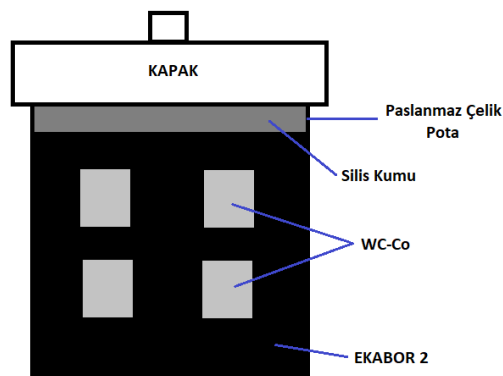 KAPAK
Paslanmaz Çelik
Pota
Silis Kumu
WC-Co
EKABOR 2